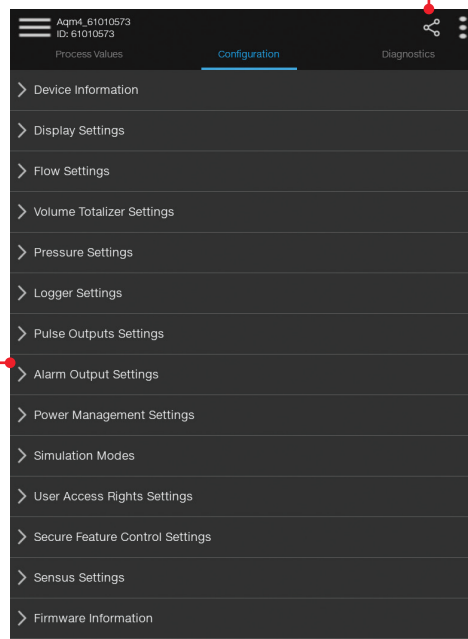 Aqm4_61010573
ID: 61010573
Process Values Configuration Diagnostics
Device Information
Display Settings
Flow Settings
Volume Totalizer Settings
Pressure Settings
Logger Settings
Pulse Outputs Settings
Alarm Output Settings
Power Management Settings
Simulation Modes
User Access Rights Settings
Secure Feature Control Settings
Sensus Settings
Firmware Information